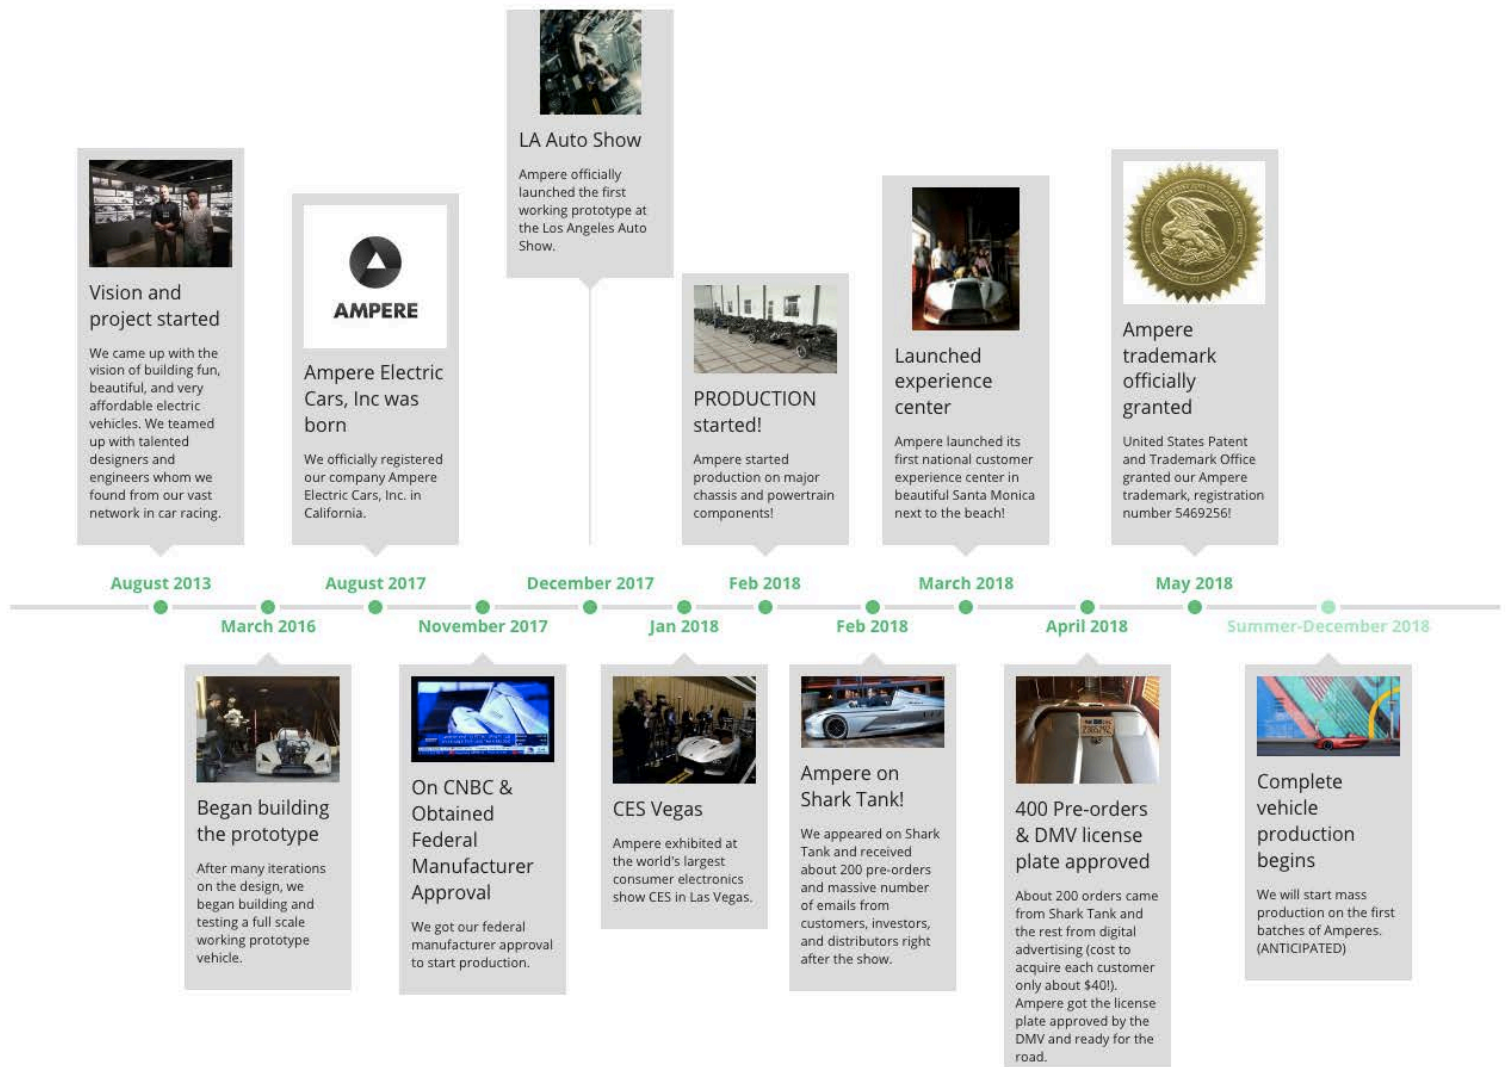 LA Auto Show
Ampere officially
launched the first
working prototype at
the Los Angeles Auto
Show.
Vision and
project started
We came up with the
vision of building fun,
beautiful, and very
affordable electric
vehicles. We teamed
up with talented
designers and
engineers whom we
found from our vast
network in car racing.
AMPERE
Ampere Electric
Cars, Inc was
born
We officially registered
our company Ampere
Electric Cars, Inc. in
California.
PRODUCTION
started!
Ampere started
production on major
chassis and powertrain
components!
Launched
experience
center
Ampere launched its
first national customer
experience center in
beautiful Santa Monica
next to the beach!
Ampere
trademark
officially
granted
United States Patent
and Trademark Office
granted our Ampere
trademark, registration
number 5469256!
August 2013
August 2017
December 2017
Feb 2018
March 2018
May 2018
March 2016
November 2017
Jan 2018
Feb 2018
April 2018
Summer-December 2018
Began building
the prototype
After many iterations
on the design, we
began building and
testing a full scale
working prototype
vehicle.
On CNBC &
Obtained
Federal
Manufacturer
Approval
We got our federal
manufacturer approval
to start production.
CES Vegas
Ampere exhibited at
the world's largest
consumer electronics
show CES in Las Vegas.
Ampere on
Shark Tank!
We appeared on Shark
Tank and received
about 200 pre-orders
and massive number
of emails from
customers, investors,
and distributors right
after the show.
400 Pre-orders
& DMV license
plate approved
About 200 orders came
from Shark Tank and
the rest from digital
advertising (cost to
acquire each customer
only about $40!).
Ampere got the license
plate approved by the
DMV and ready for the
road.
Complete
vehicle
production
begins
We will start mass
production on the first
batches of Amperes.
(ANTICIPATED)